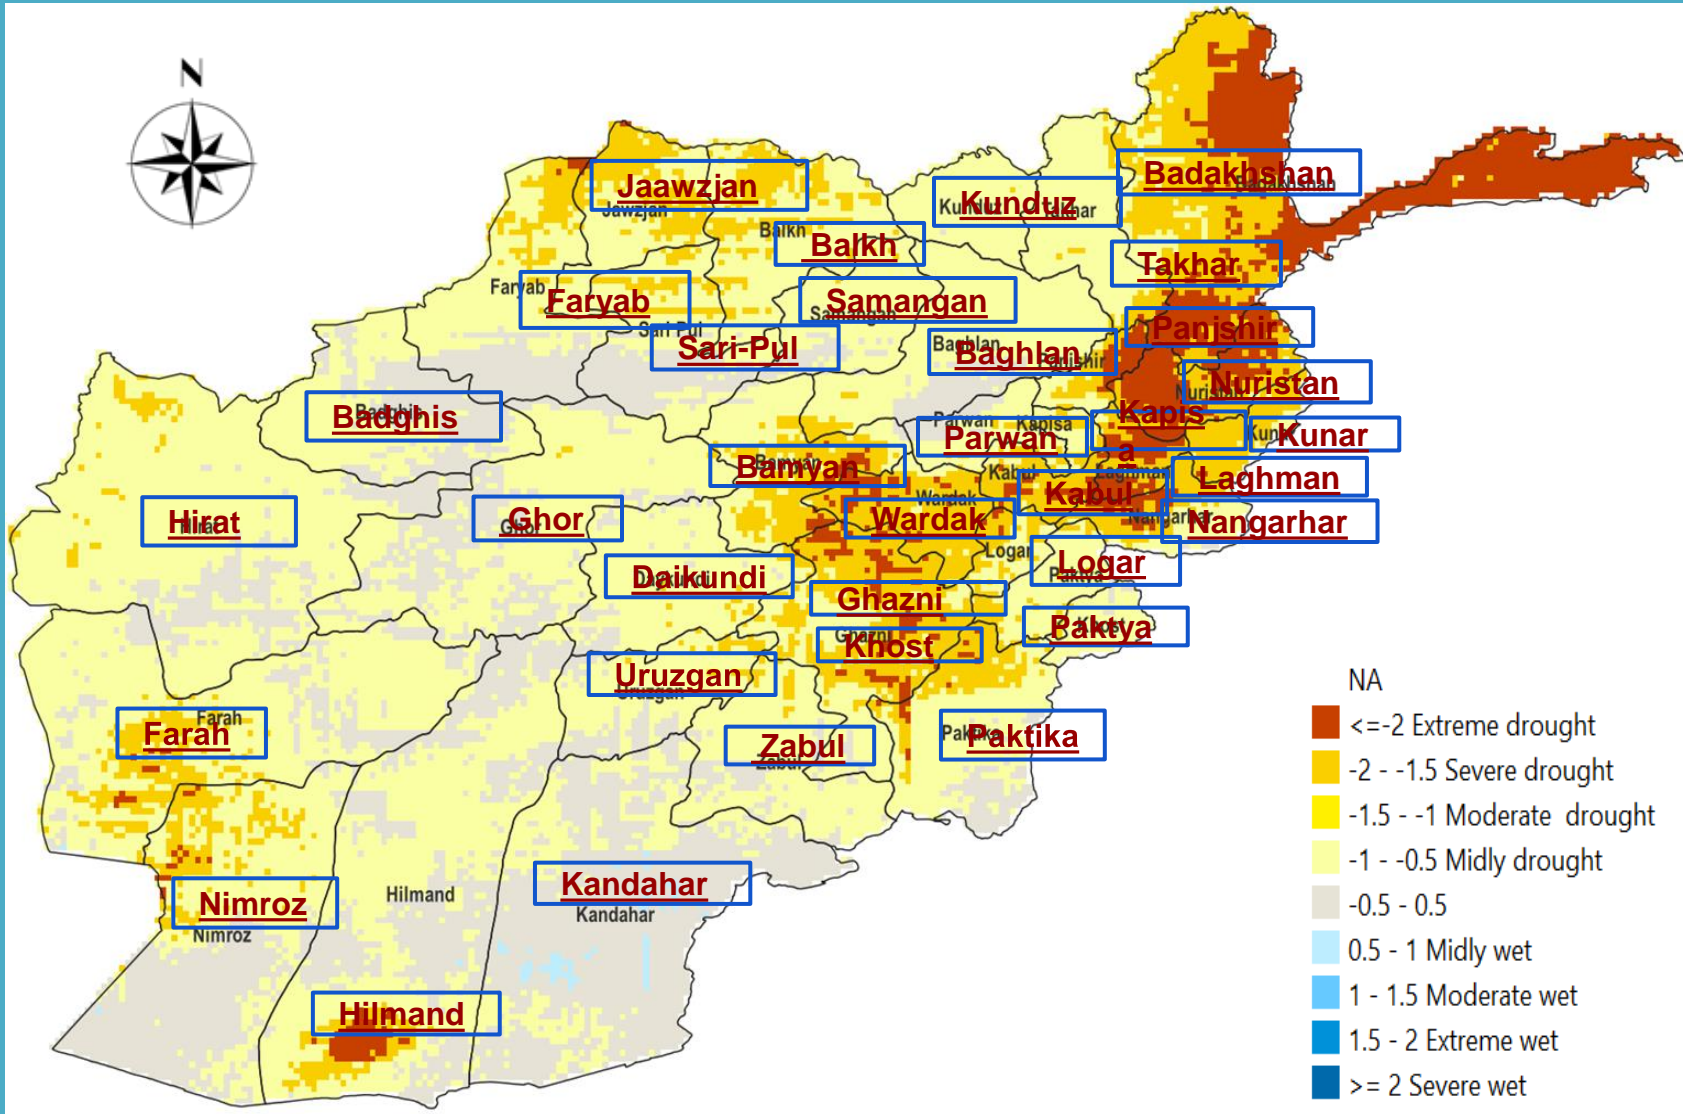 N
Badakhshan
Badakhshan
Jaawzjan
Jawzjan
Kunduz
Kunduz
Takhar
Balkh
Balkh
Takhar
Faryab
Faryab
Samangan
Samangan
Sari-Pul
Sari Pul
Panjshir
Baghlan
Baghlan
Panjshir
Nuristan
Nuristan
Badghis
Badghis
Kapis
a
Parwan
Kapisa
Parwan
Kunar
Kunar
Bamyan
Bamyan
Kabul
Laghman
Laghman
Kabul
Wardak
Wardak
Nangarhar
Nangarhar
Hirat
Hirat
Ghor
Ghor
Logar
Logar
Paktya
Daikundi
Daykundi
Ghazni
Paktya
Khost
Ghazni
Khost
Uruzgan
Uruzgan
Farah
Farah
Zabul
Zabul
Paktika
Paktika
Kandahar
Kandahar
Hilmand
Nimroz
Nimroz
Hilmand
NA
<=-2 Extreme drought
-2 - -1.5 Severe drought
-1.5 - -1 Moderate drought
-1 - -0.5 Midly drought
-0.5 - 0.5
0.5 - 1 Midly wet
1 - 1.5 Moderate wet
1.5 - 2 Extreme wet
>= 2 Severe wet